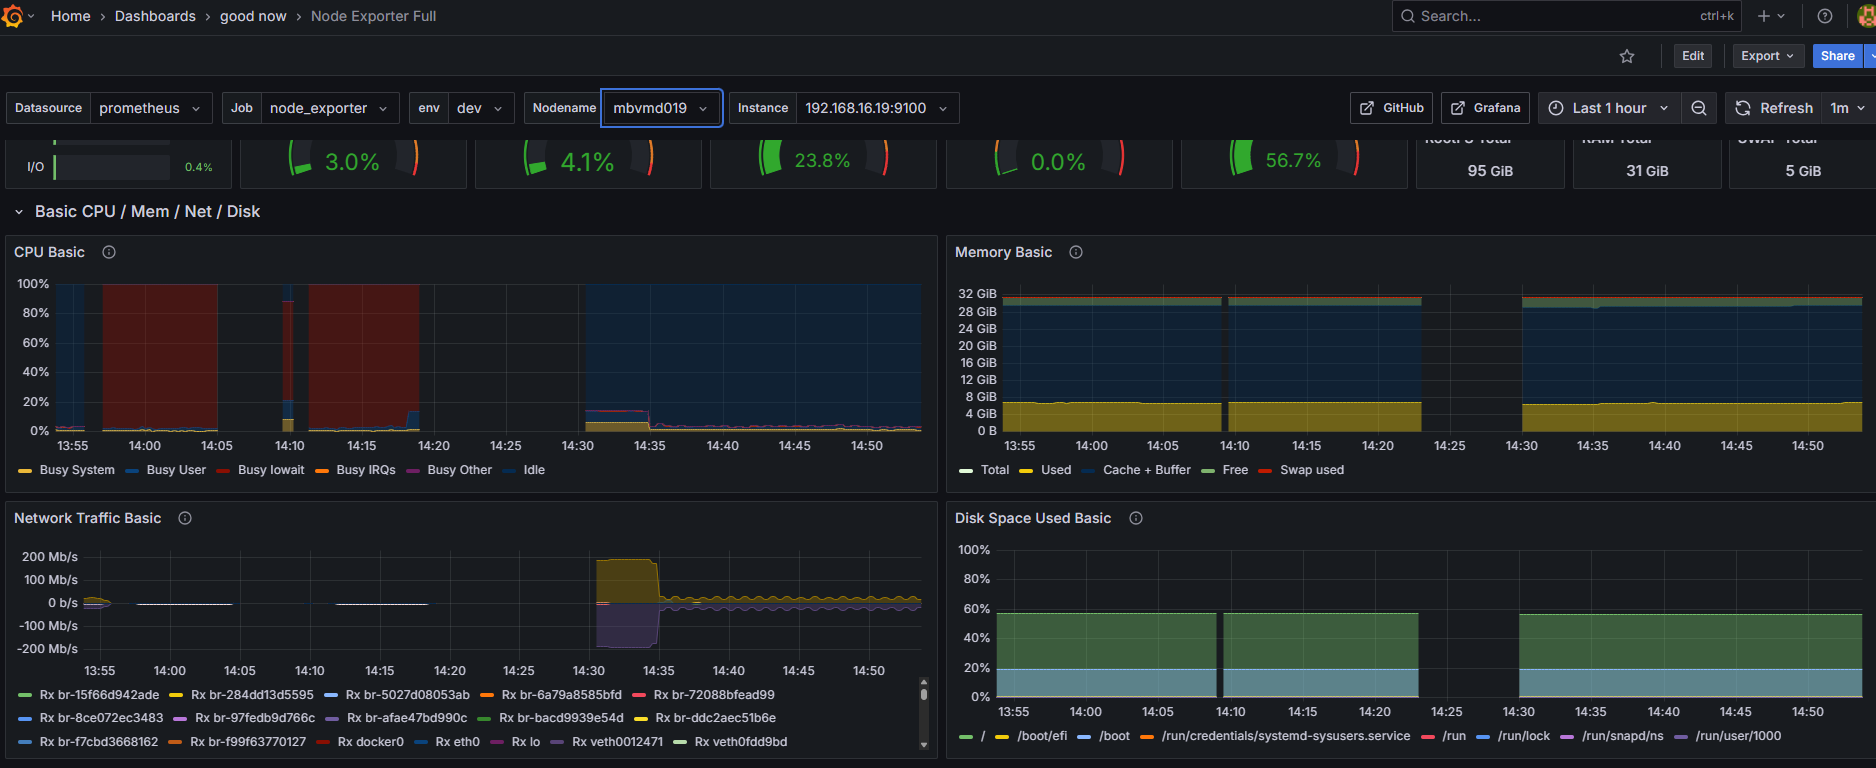 Home › Dashboards › good now › Node Exporter Full
Search... ctrl+k
Edit Export Share
Datasource prometheus Job node_exporter env dev Nodename mbvmd019 Instance 192.168.16.19:9100 GitHub Grafana Last 1 hour Refresh 1m
I/O 0.4% 3.0% 4.1% 23.8% 0.0% 56.7% 95 GiB 31 GiB 5 GiB
Basic CPU / Mem / Net / Disk
CPU Basic
100%
80%
60%
40%
20%
0%
13:55 14:00 14:05 14:10 14:15 14:20 14:25 14:30 14:35 14:40 14:45 14:50
Busy System Busy User Busy Iowait Busy IRQs Busy Other Idle
Memory Basic
32 GiB
28 GiB
24 GiB
20 GiB
16 GiB
12 GiB
8 GiB
4 GiB
0 B
13:55 14:00 14:05 14:10 14:15 14:20 14:25 14:30 14:35 14:40 14:45 14:50
Total Used Cache + Buffer Free Swap used
Network Traffic Basic
200 Mb/s
100 Mb/s
0 b/s
-100 Mb/s
-200 Mb/s
13:55 14:00 14:05 14:10 14:15 14:20 14:25 14:30 14:35 14:40 14:45 14:50
Rx br-15f66d942ade Rx br-284dd13d5595 Rx br-5027d08053ab Rx br-6a79a8585bfd Rx br-72088bfead99
Rx br-8ce072ec3483 Rx br-97fedb9d766c Rx br-afae47bd990c Rx br-bacd9939e54d Rx br-ddc2aec51b6e
Rx br-f7cbd3668162 Rx br-f99f63770127 Rx docker0 Rx eth0 Rx lo Rx veth0012471 Rx veth0fdd9bd
Disk Space Used Basic
100%
80%
60%
40%
20%
0%
13:55 14:00 14:05 14:10 14:15 14:20 14:25 14:30 14:35 14:40 14:45 14:50
/ /boot/efi /boot /run/credentials/systemd-sysusers.service /run /run/lock /run/snapd/ns /run/user/1000